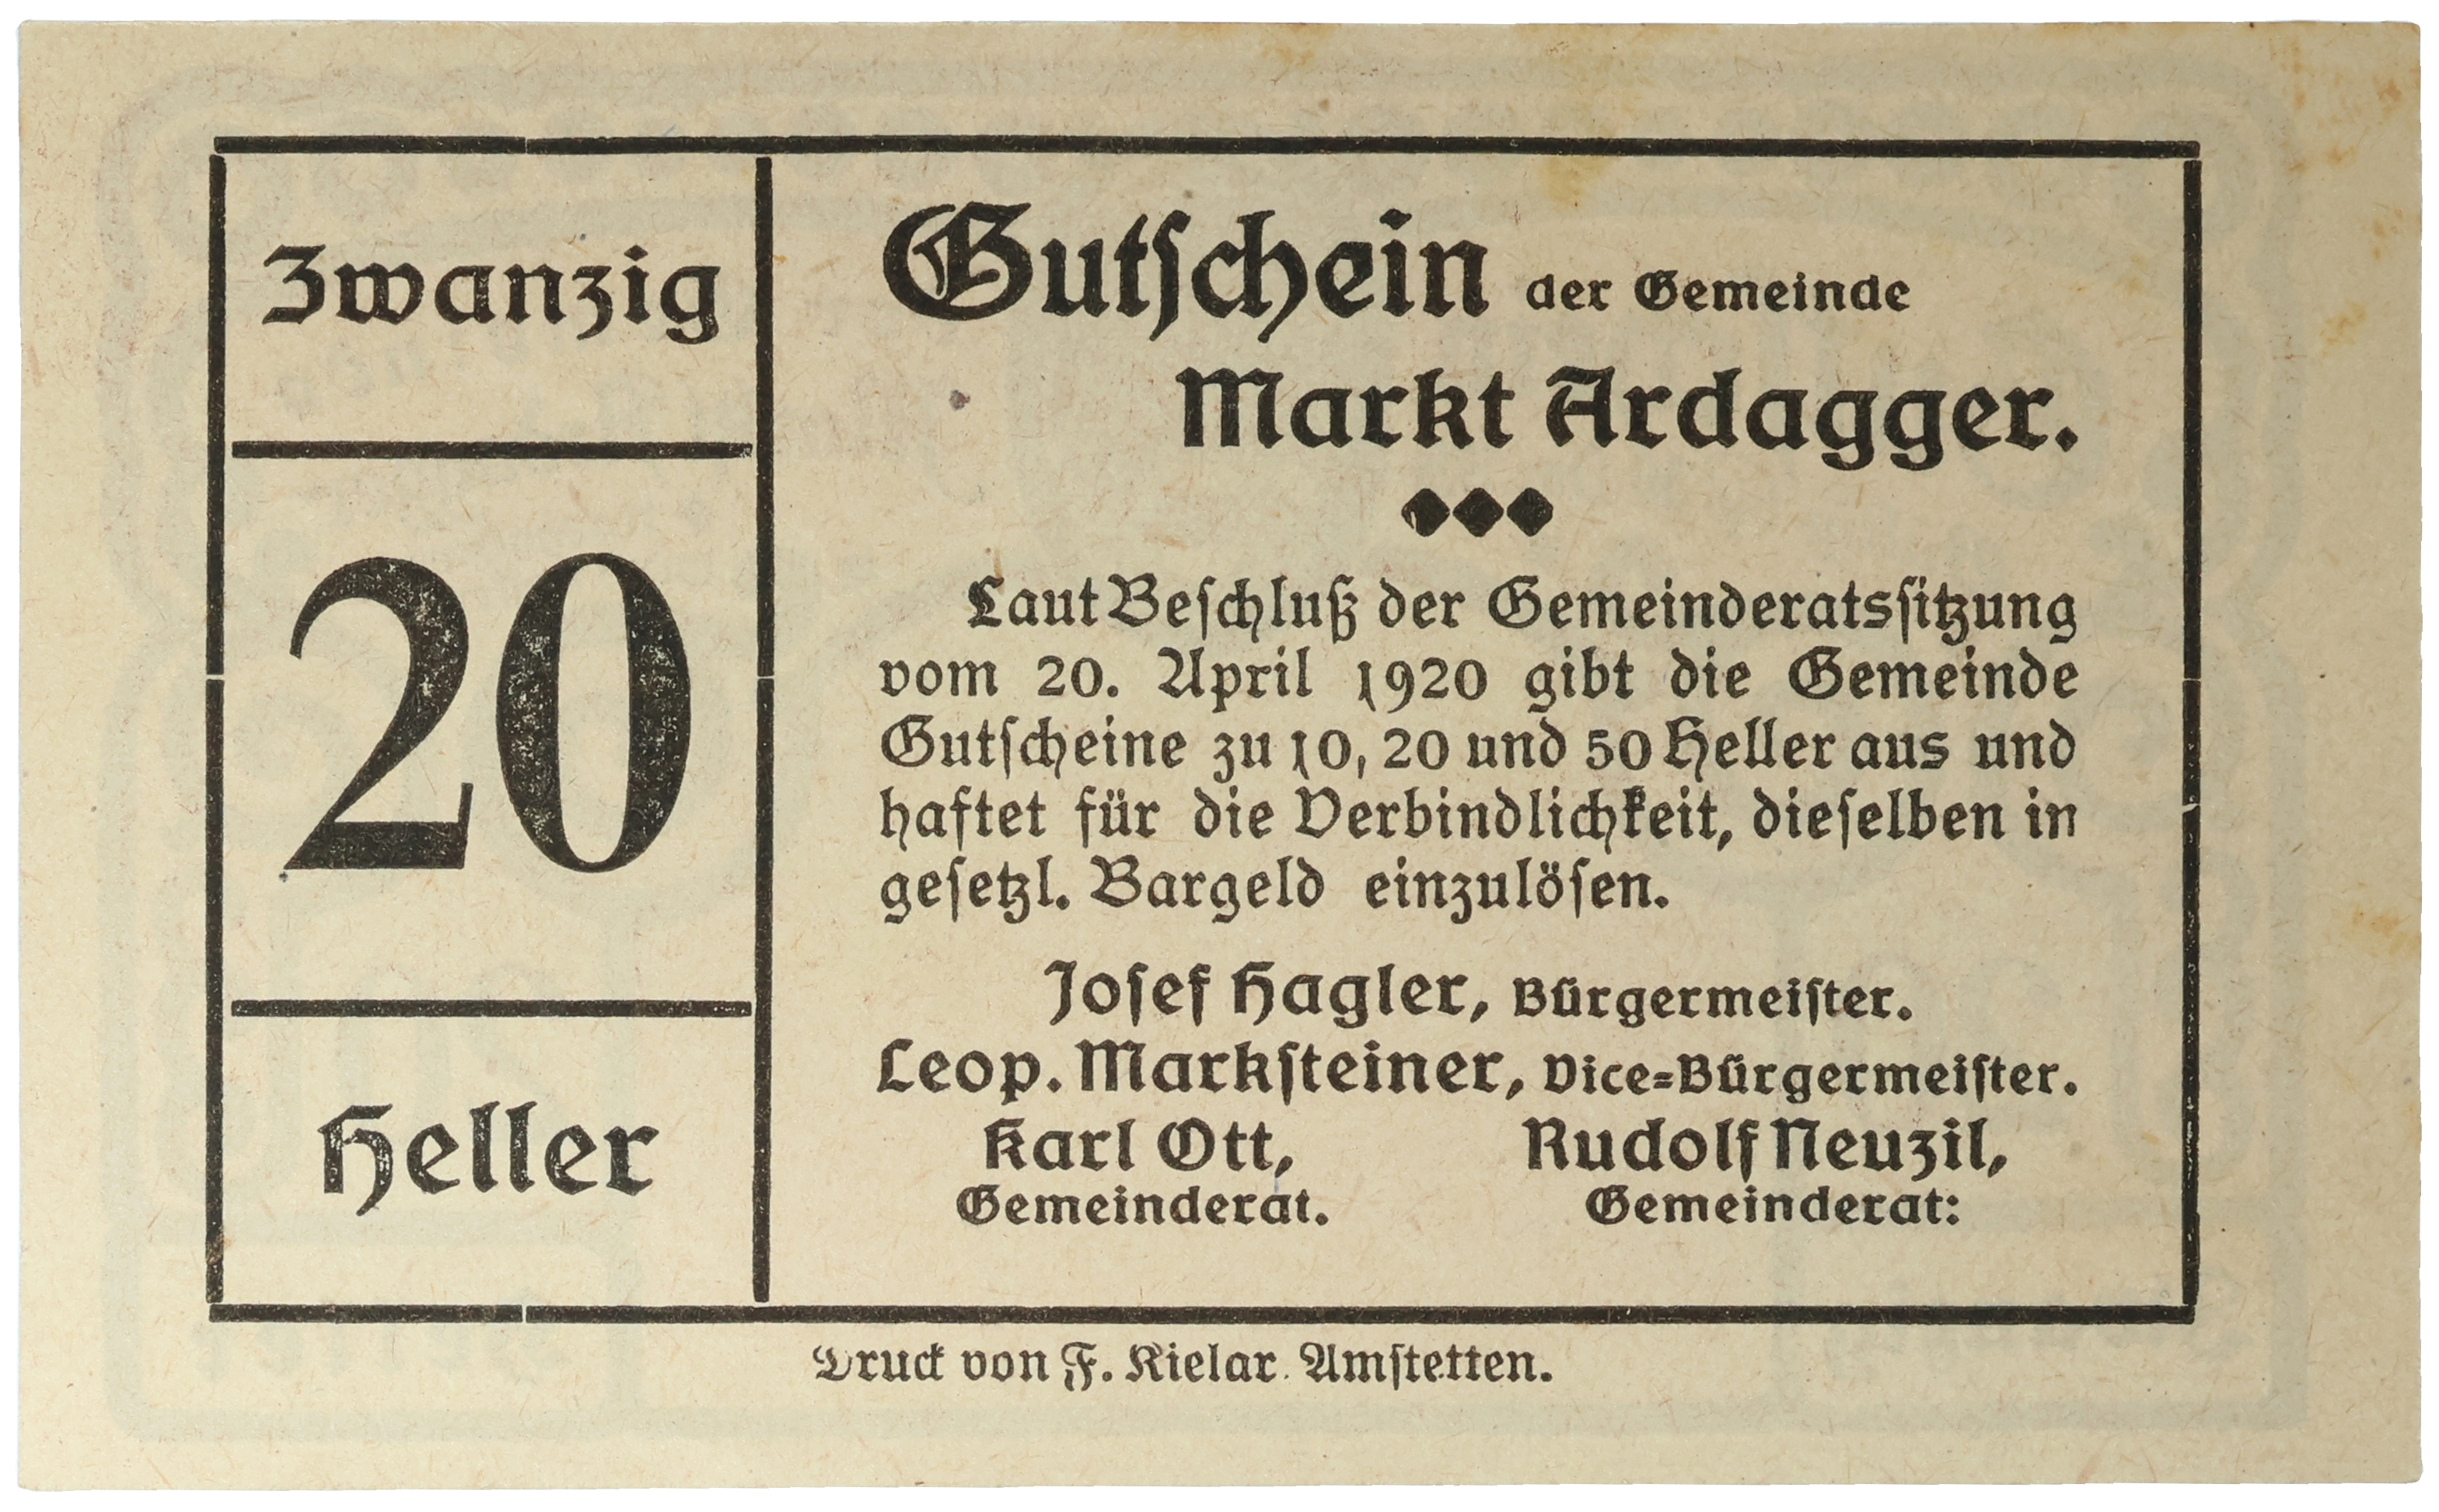 Zwanzig
20
Heller
Gutschein der Gemeinde
Markt Ardagger.
Laut Beschluß der Gemeinderatssitzung
vom 20. April 1920 gibt die Gemeinde
Gutscheine zu 10, 20 und 50 Heller aus und
haftet für die Verbindlichkeit, dieselben in
gesetzl. Bargeld einzulösen.
Josef Hagler, Bürgermeister.
Leop. Marksteiner, Vice-Bürgermeister.
Karl Ott, Rudolf Neuzil,
Gemeinderat. Gemeinderat:
Druck von F. Kielar. Amstetten.